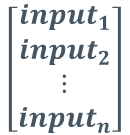 input₁
input₂
⋮
inputₙ